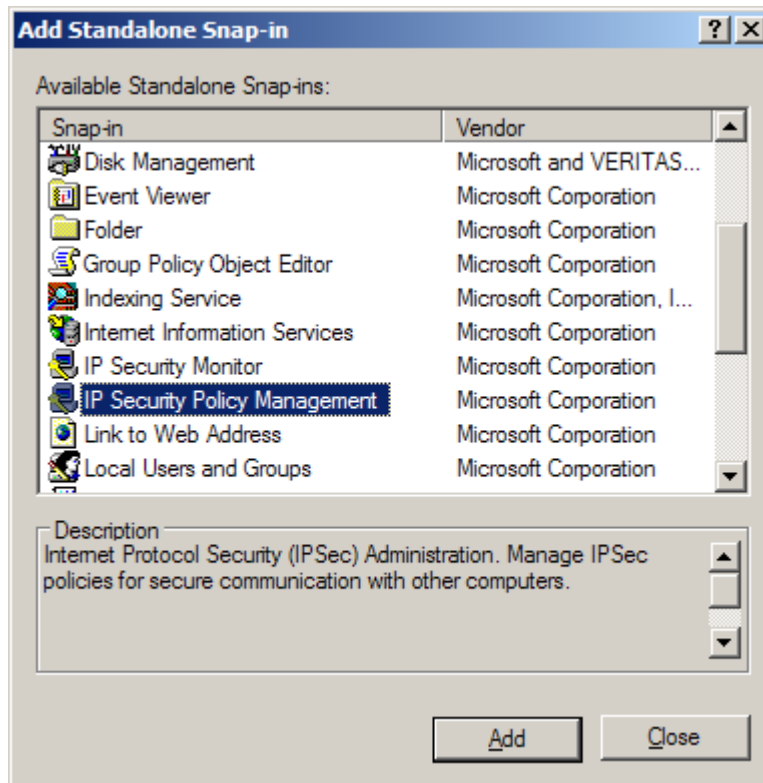 Add Standalone Snap-in
Available Standalone Snap-ins:
Snap-in Vendor
Disk Management Microsoft and VERITAS...
Event Viewer Microsoft Corporation
Folder Microsoft Corporation
Group Policy Object Editor Microsoft Corporation
Indexing Service Microsoft Corporation, I...
Internet Information Services Microsoft Corporation
IP Security Monitor Microsoft Corporation
IP Security Policy Management Microsoft Corporation
Link to Web Address Microsoft Corporation
Local Users and Groups Microsoft Corporation
Description
Internet Protocol Security (IPSec) Administration. Manage IPSec
policies for secure communication with other computers.
Add Close